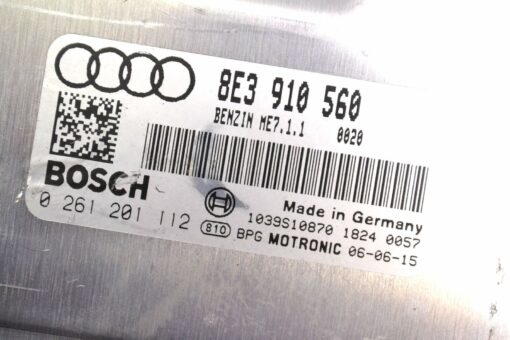 8E3 910 560
BENZIN ME7.1.1 0020
BOSCH
Made in Germany
0 261 201 112 810 1039S10870 1824 0057
BPG MOTRONIC 06-06-15